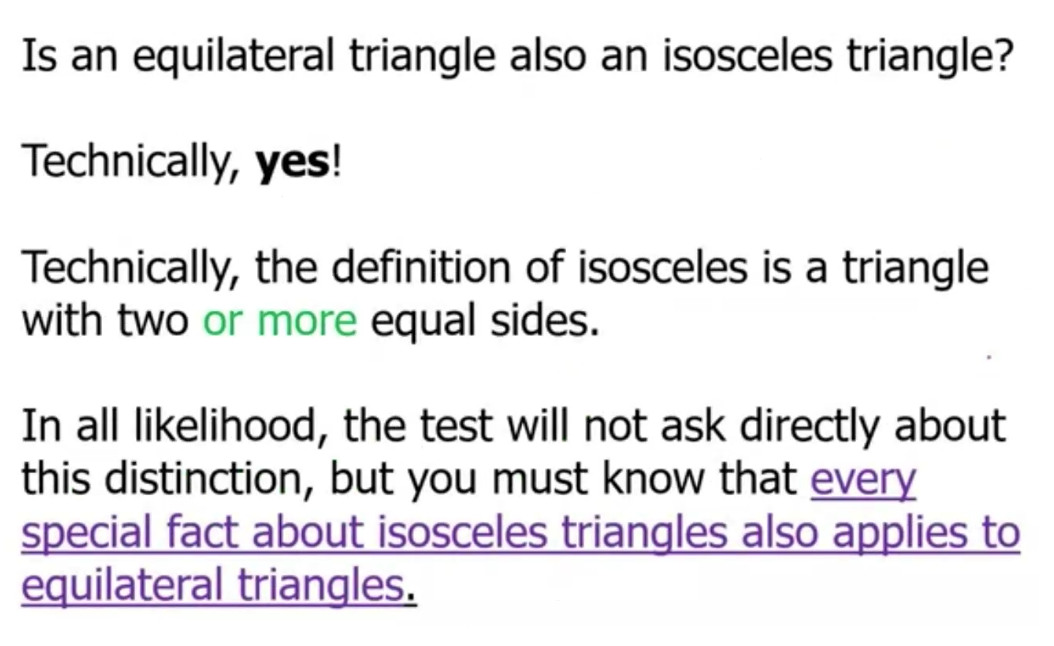 Is an equilateral triangle also an isosceles triangle?
Technically, yes!
Technically, the definition of isosceles is a triangle
with two or more equal sides.
In all likelihood, the test will not ask directly about
this distinction, but you must know that every
special fact about isosceles triangles also applies to
equilateral triangles.